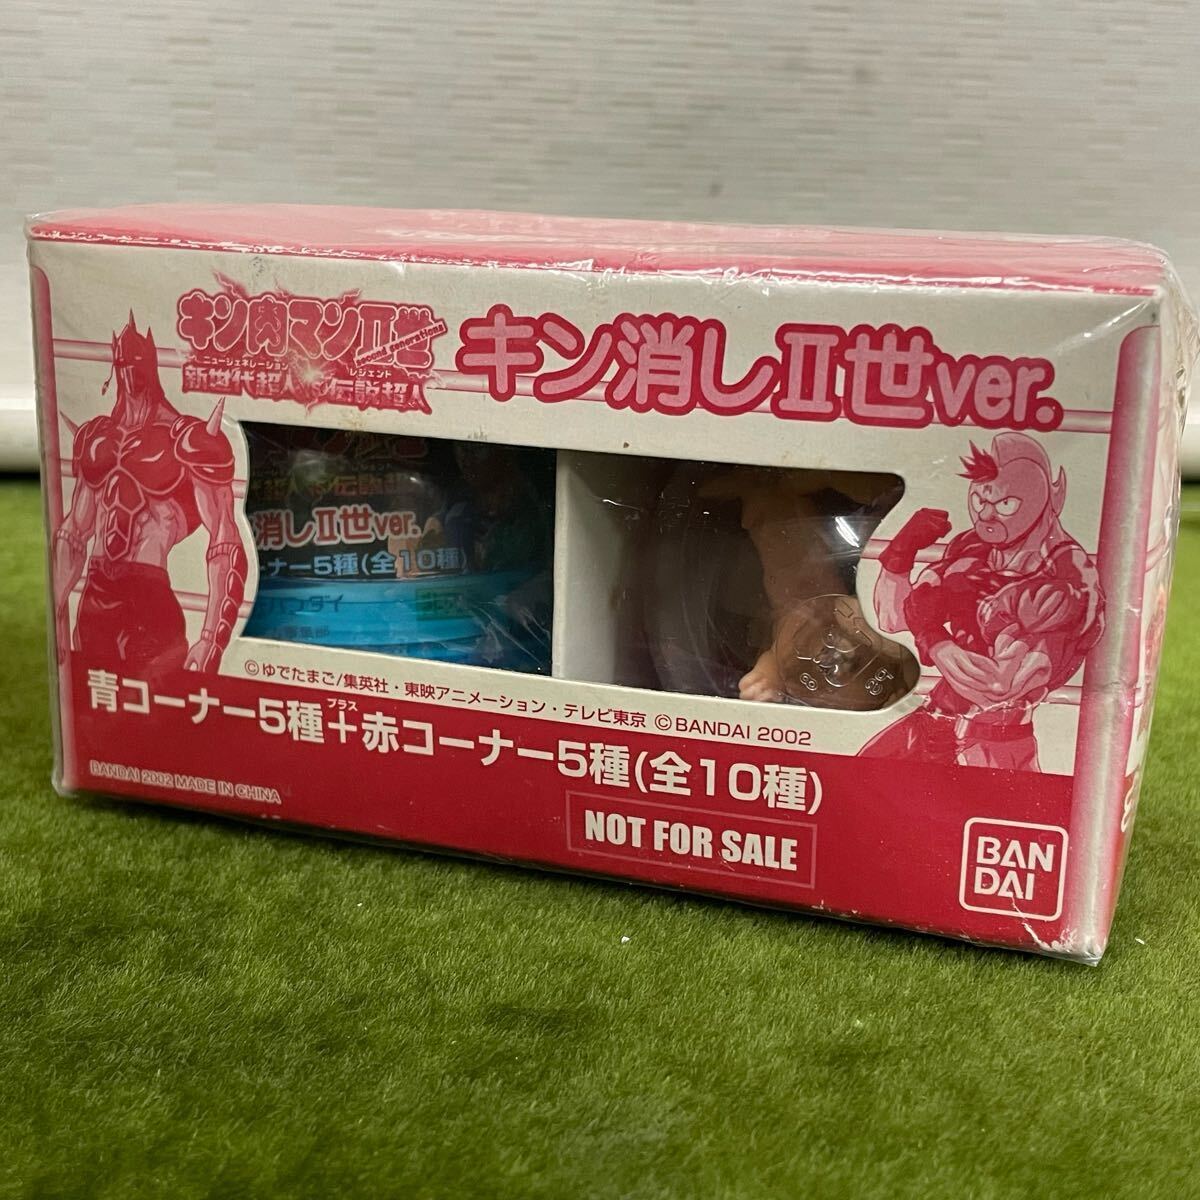 キン肉マンⅡ世
second generations
ニュージェネレーション レジェンド
新世代超人VS伝説超人
キン消しⅡ世ver.
消しⅡ世ver.
ーナー5種(全10種)
バンダイ
©ゆでたまご/集英社・東映アニメーション・テレビ東京 ©BANDAI 2002
プラス
青コーナー5種+赤コーナー5種(全10種)
BANDAI 2002 MADE IN CHINA
NOT FOR SALE
BAN
DAI